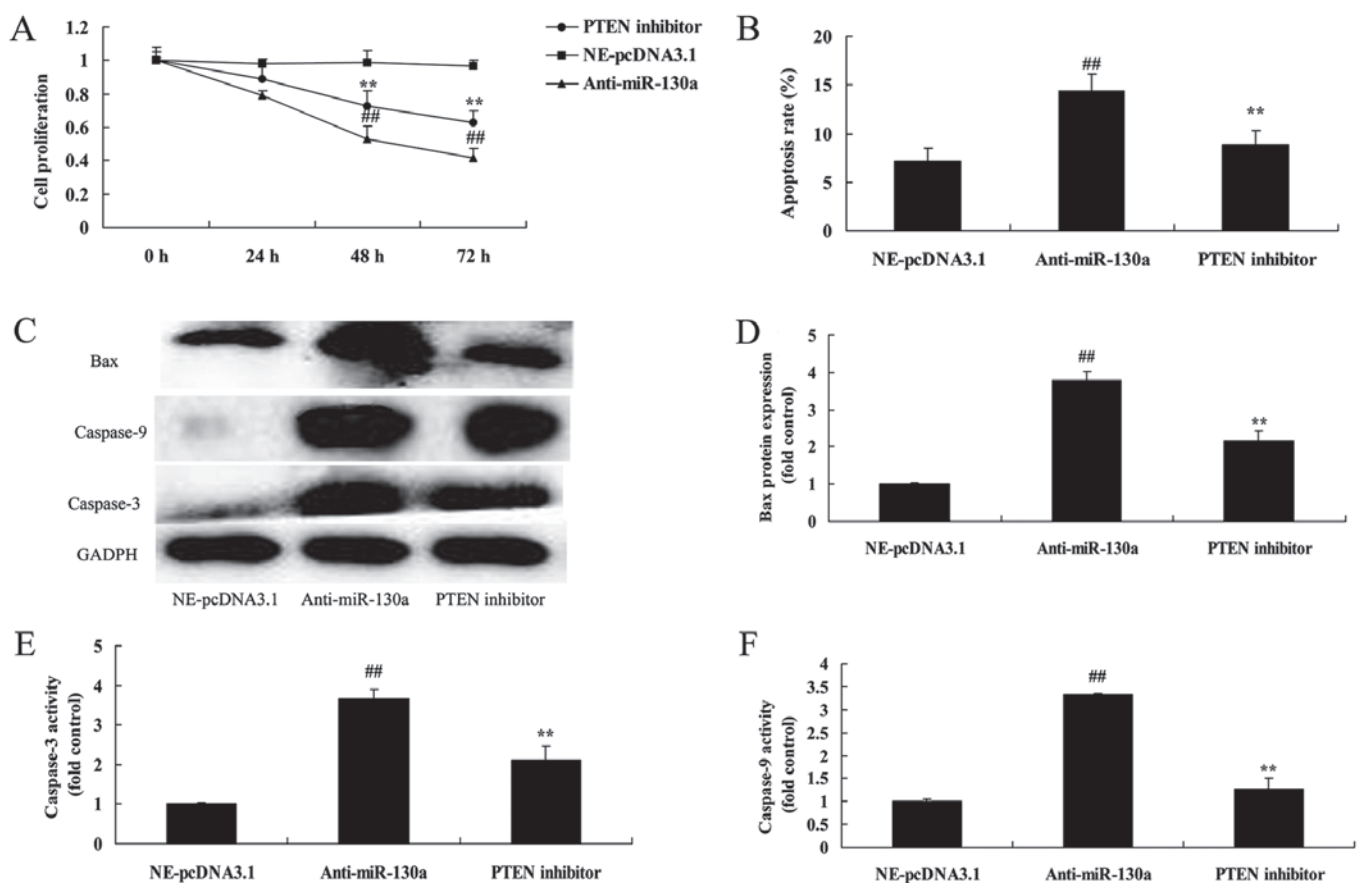 A
Cell proliferation
1.2
1
0.8
0.6
0.4
0.2
0
0 h
24 h
48 h
72 h
**
##
**
##
PTEN inhibitor
NE-pcDNA3.1
Anti-miR-130a
B
Apoptosis rate (%)
20
15
10
5
0
##
**
NE-pcDNA3.1
Anti-miR-130a
PTEN inhibitor
C
Bax
Caspase-9
Caspase-3
GADPH
NE-pcDNA3.1
Anti-miR-130a
PTEN inhibitor
D
Bax protein expression
(fold control)
5
4
3
2
1
0
##
**
NE-pcDNA3.1
Anti-miR-130a
PTEN inhibitor
E
Caspase-3 activity
(fold control)
5
4
3
2
1
0
##
**
NE-pcDNA3.1
Anti-miR-130a
PTEN inhibitor
F
Caspase-9 activity
(fold control)
4
3.5
3
2.5
2
1.5
1
0.5
0
##
**
NE-pcDNA3.1
Anti-miR-130a
PTEN inhibitor